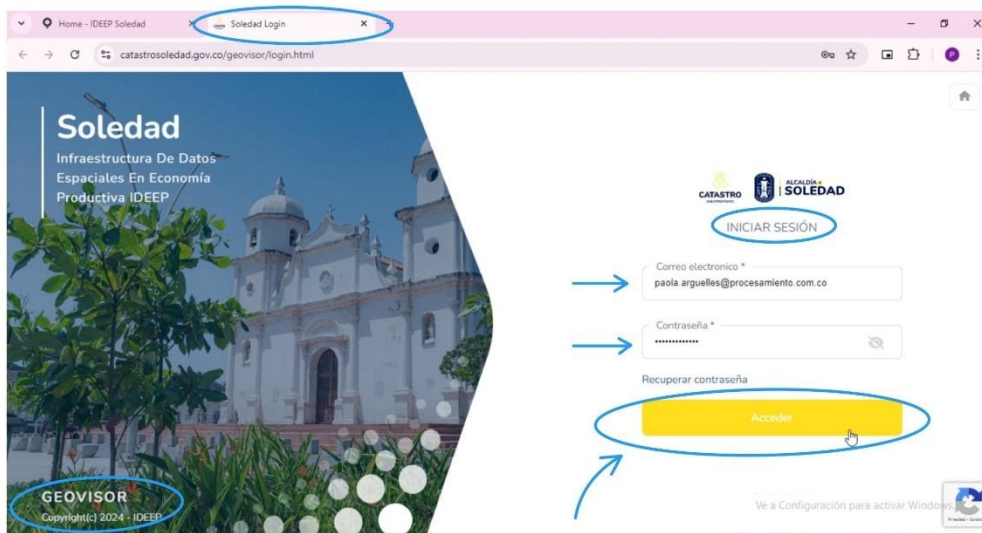 Home - IDEEP Soledad
Soledad Login
catastrosoledad.gov.co/geovisor/login.html
Soledad
Infraestructura De Datos
Espaciales En Economía
Productiva IDEEP
CATASTRO
ALCALDÍA
SOLEDAD
INICIAR SESIÓN
Correo electronico *
paola.arguelles@procesamiento.com.co
Contraseña *
•••••••••••••
Recuperar contraseña
Acceder
GEOVISOR
Copyright(c) 2024 - IDEEP
Ve a Configuración para activar Windows.